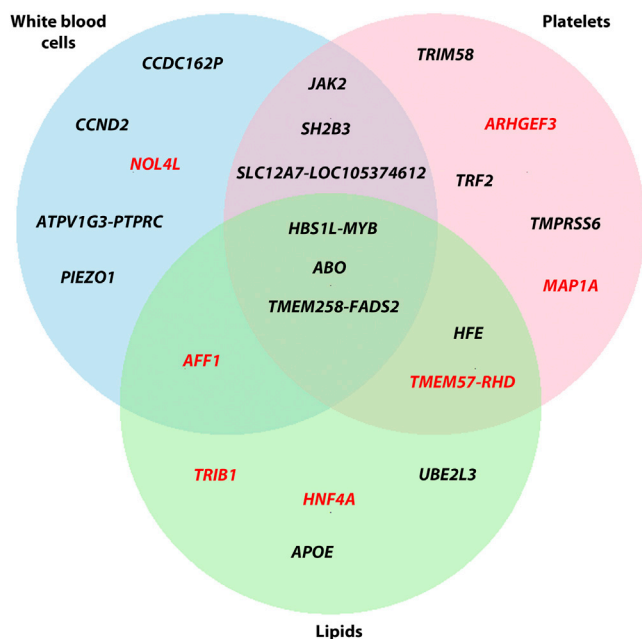 White blood
cells
Platelets
CCDC162P
TRIM58
JAK2
CCND2
ARHGEF3
SH2B3
NOL4L
SLC12A7-LOC105374612
TRF2
ATPV1G3-PTPRC
HBS1L-MYB
TMPRSS6
ABO
PIEZO1
MAP1A
TMEM258-FADS2
HFE
AFF1
TMEM57-RHD
TRIB1
UBE2L3
HNF4A
APOE
Lipids